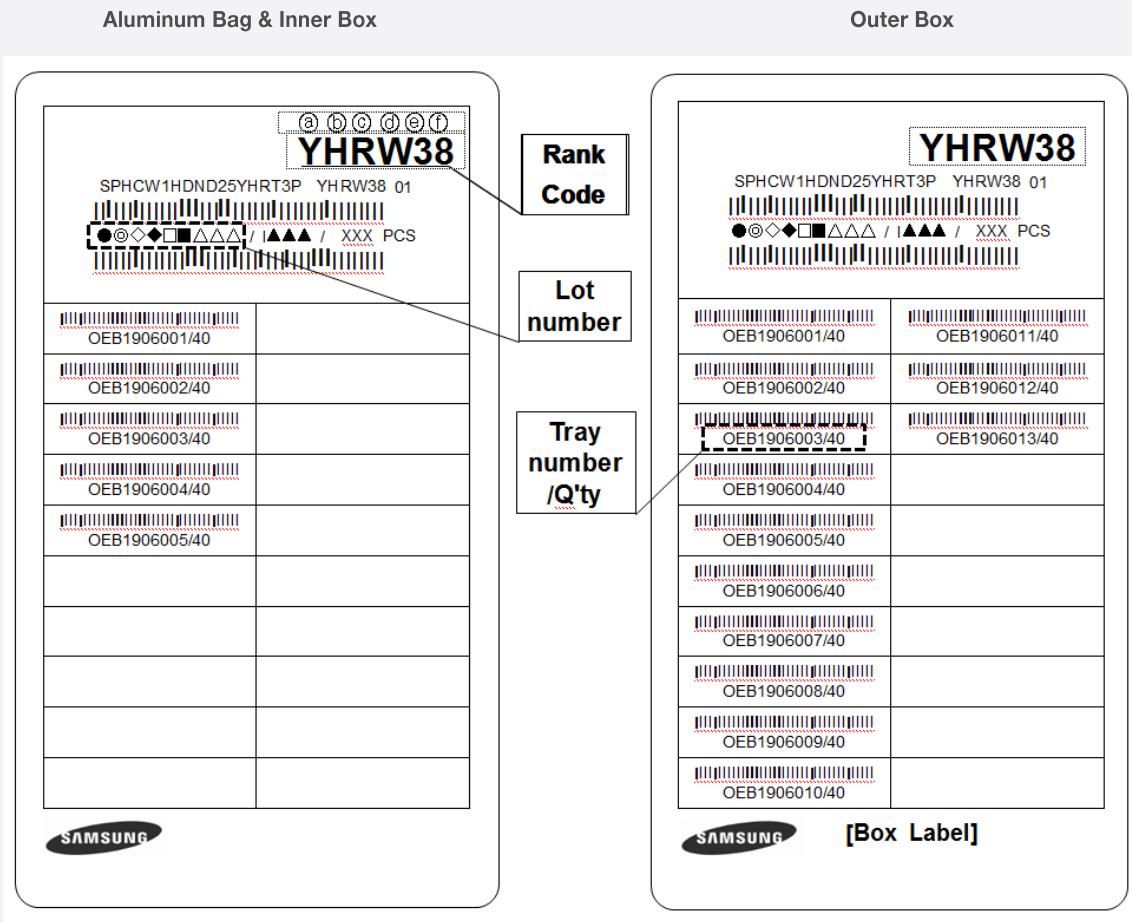 Aluminum Bag & Inner Box
Outer Box
ⓐ ⓑ ⓒ ⓓ ⓔ ⓕ
YHRW38
SPHCW1HDND25YHRT3P YHRW38 01
●◎◇◆□■△△△ / I▲▲▲ / XXX PCS
OEB1906001/40
OEB1906002/40
OEB1906003/40
OEB1906004/40
OEB1906005/40
SAMSUNG
Rank
Code
Lot
number
Tray
number
/Q'ty
YHRW38
SPHCW1HDND25YHRT3P YHRW38 01
●◎◇◆□■△△△ / I▲▲▲ / XXX PCS
OEB1906001/40 OEB1906011/40
OEB1906002/40 OEB1906012/40
OEB1906003/40 OEB1906013/40
OEB1906004/40
OEB1906005/40
OEB1906006/40
OEB1906007/40
OEB1906008/40
OEB1906009/40
OEB1906010/40
SAMSUNG [Box Label]